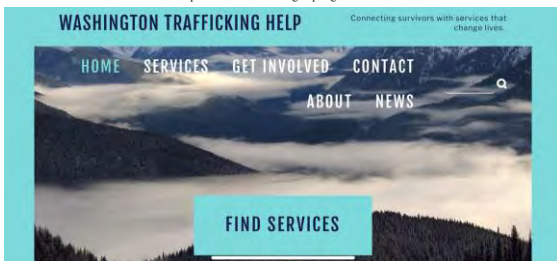 WASHINGTON TRAFFICKING HELP
Connecting survivors with services that
change lives.
HOME SERVICES GET INVOLVED CONTACT
ABOUT NEWS
FIND SERVICES